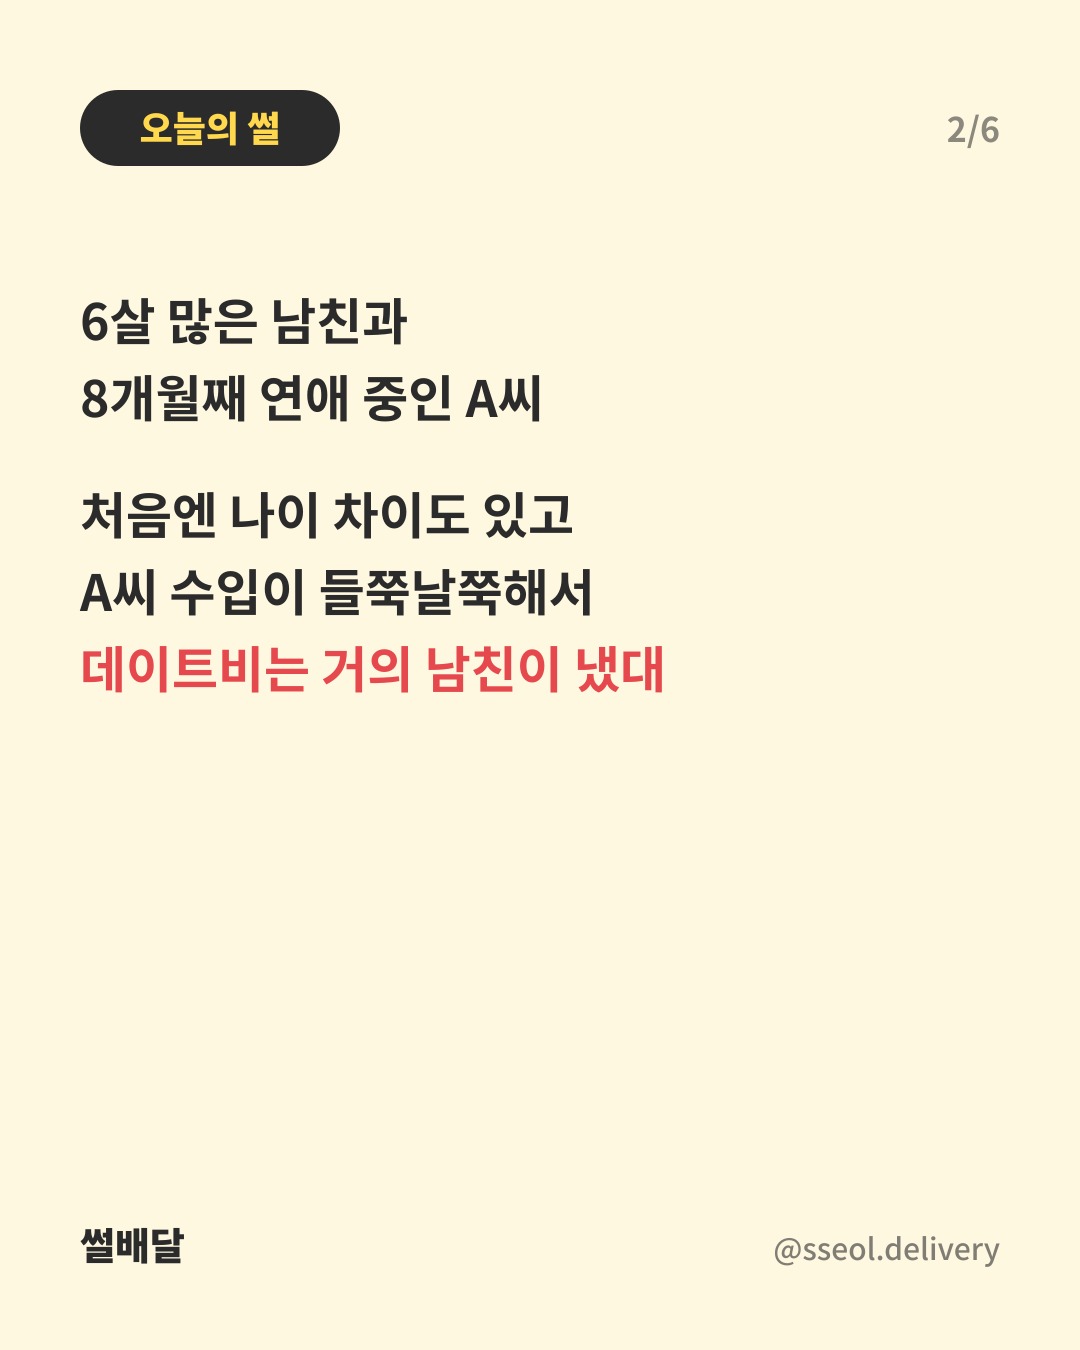 오늘의 썰
2/6
6살 많은 남친과
8개월째 연애 중인 A씨
처음엔 나이 차이도 있고
A씨 수입이 들쭉날쭉해서
데이트비는 거의 남친이 냈대
썰배달
@sseol.delivery